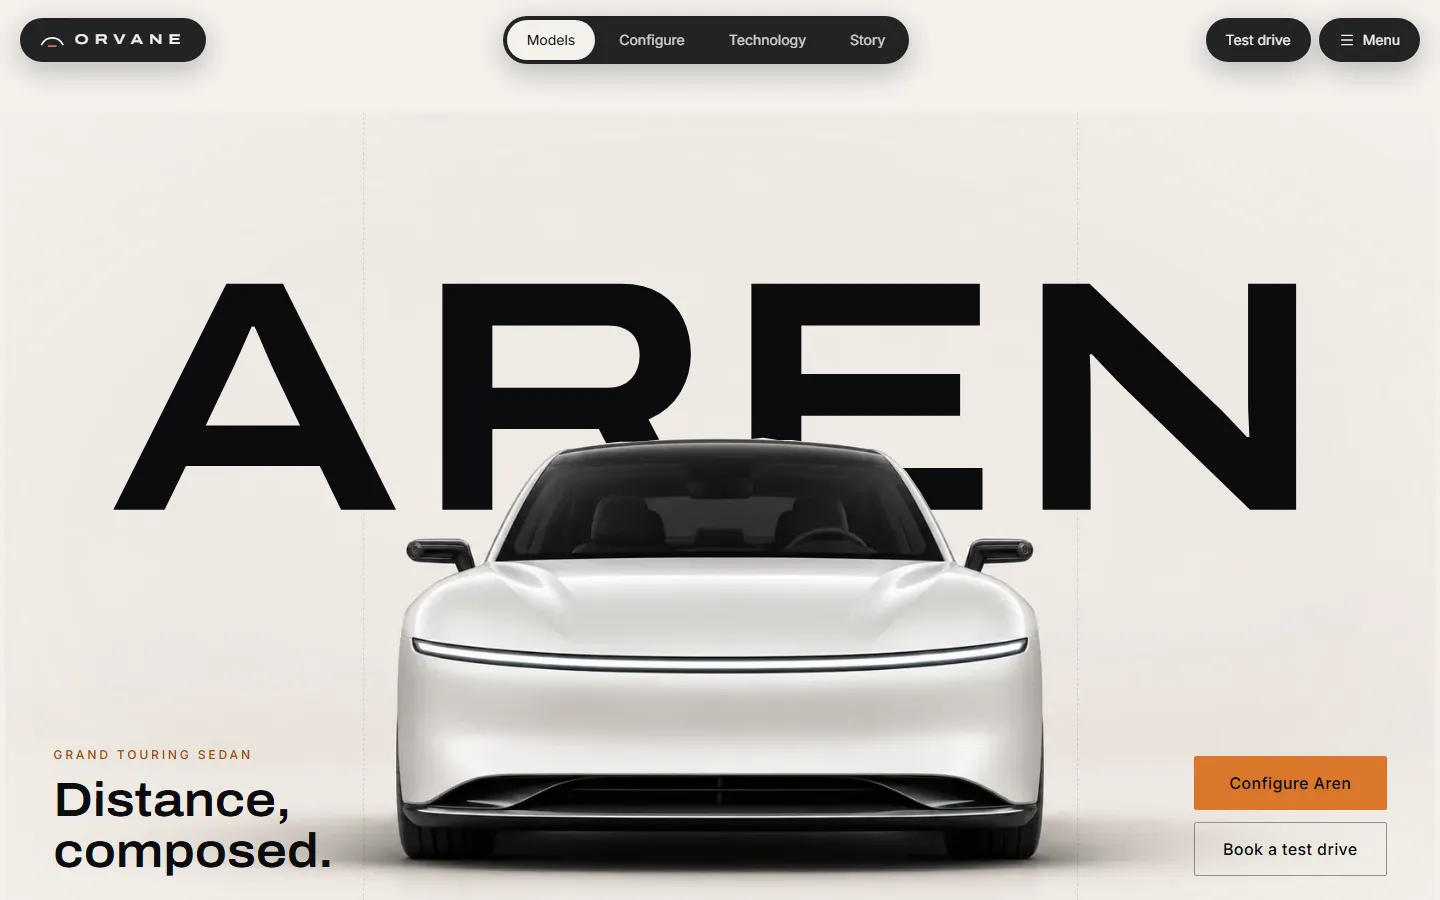 ORVANE
Models
Configure
Technology
Story
Test drive
Menu
AREN
GRAND TOURING SEDAN
Distance,
composed.
Configure Aren
Book a test drive